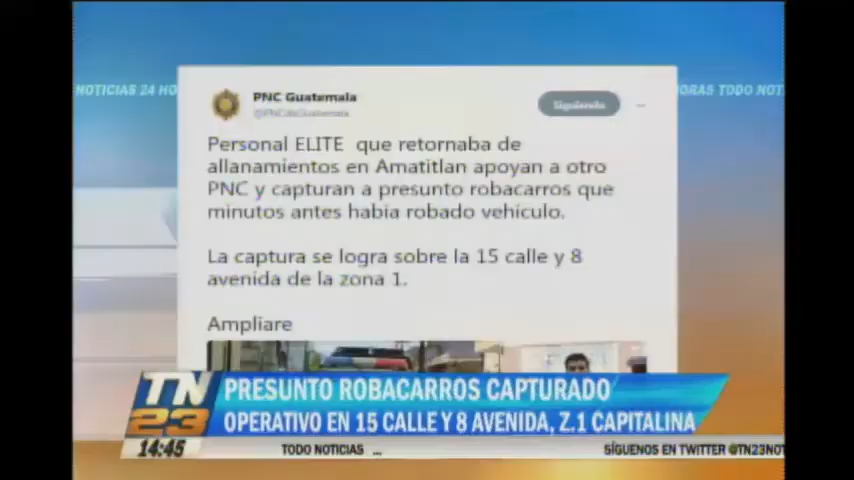 NOTICIAS 24 HO
ORAS TODO NOT
PNC Guatemala
@PNCdeGuatemala
Siguiendo
Personal ELITE que retornaba de
allanamientos en Amatitlan apoyan a otro
PNC y capturan a presunto robacarros que
minutos antes habia robado vehículo.
La captura se logra sobre la 15 calle y 8
avenida de la zona 1.
Ampliare
TN
23
PRESUNTO ROBACARROS CAPTURADO
OPERATIVO EN 15 CALLE Y 8 AVENIDA, Z.1 CAPITALINA
14:45
TODO NOTICIAS ...
SÍGUENOS EN TWITTER @TN23NOT